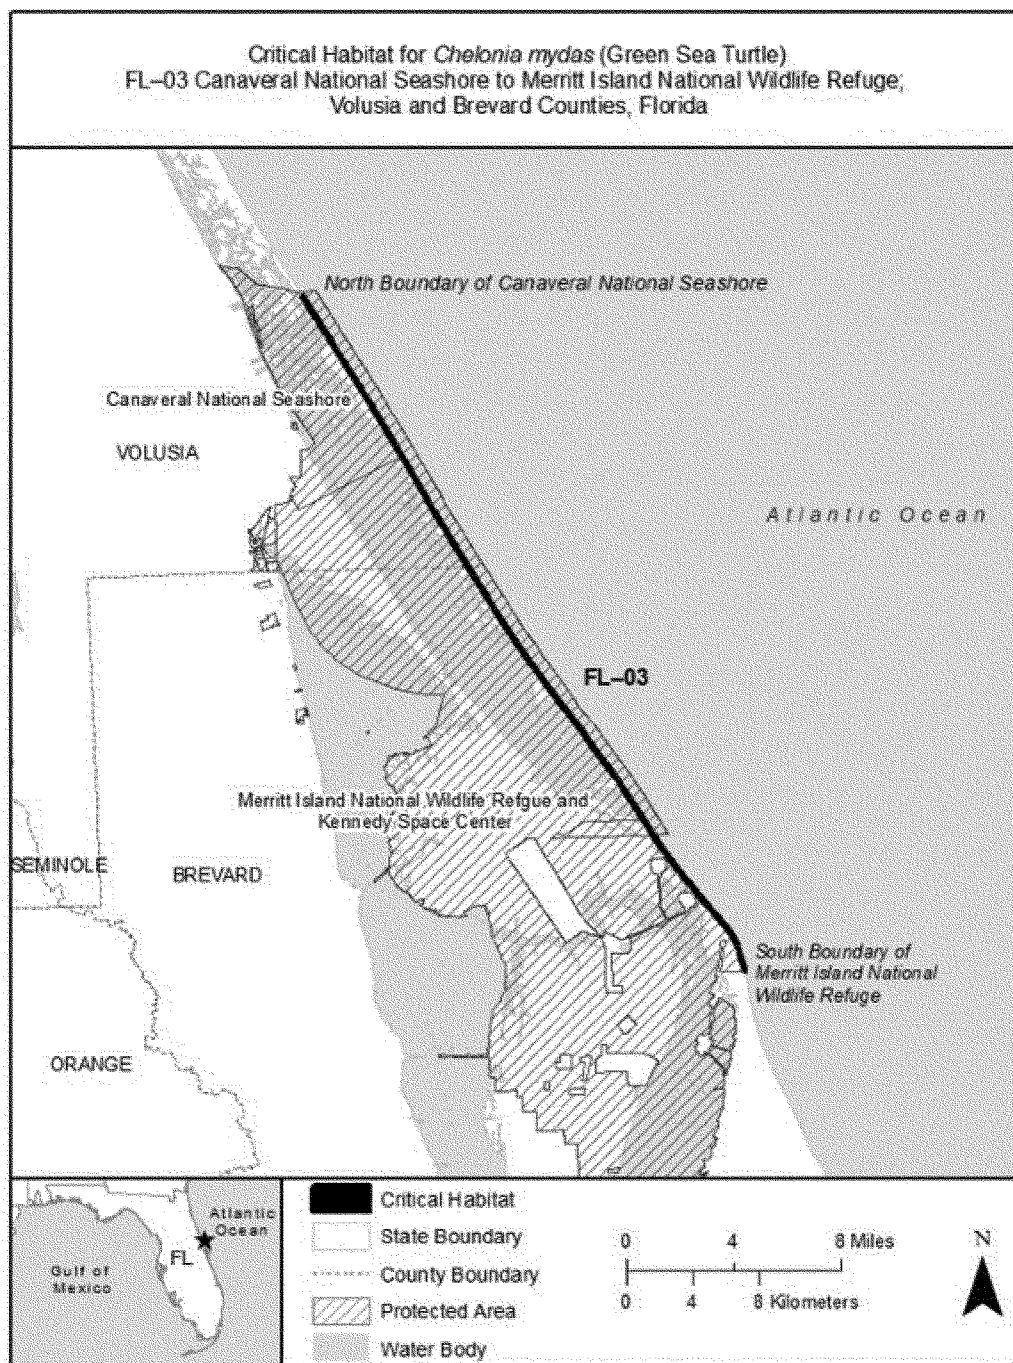 Critical Habitat for Chelonia mydas (Green Sea Turtle)
FL–03 Canaveral National Seashore to Merritt Island National Wildlife Refuge;
Volusia and Brevard Counties, Florida
North Boundary of Canaveral National Seashore
Canaveral National Seashore
VOLUSIA
Atlantic Ocean
FL–03
Merritt Island National Wildlife Refgue and
Kennedy Space Center
SEMINOLE
BREVARD
South Boundary of
Merritt Island National
Wildlife Refuge
ORANGE
Atlantic
Ocean
FL
Gulf of
Mexico
Critical Habitat
State Boundary
County Boundary
Protected Area
Water Body
0 4 8 Miles
0 4 8 Kilometers
N